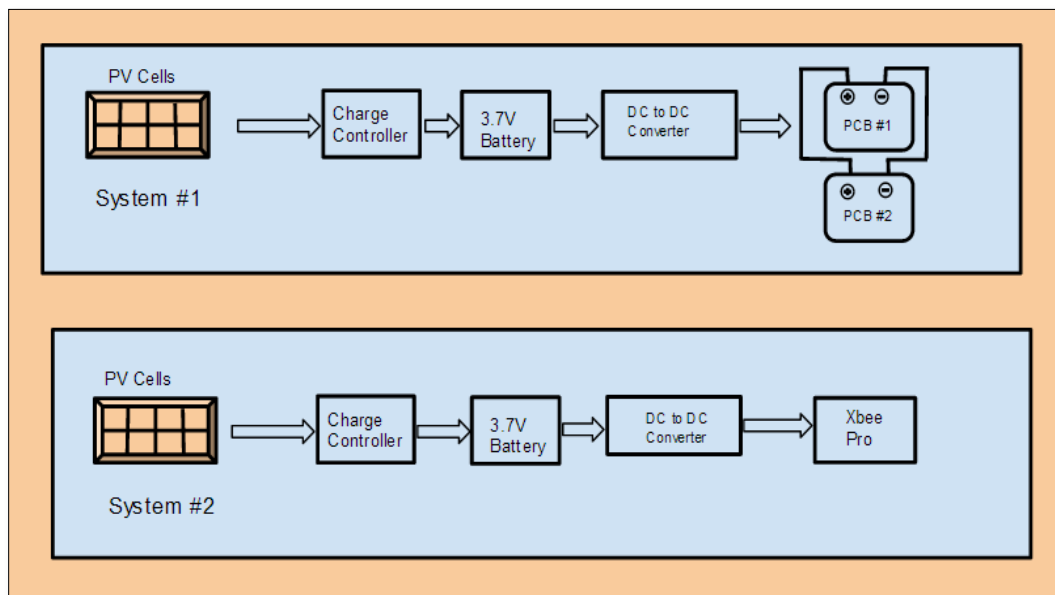 PV Cells
Charge
Controller
3.7V
Battery
DC to DC
Converter
PCB #1
PCB #2
System #1
PV Cells
Charge
Controller
3.7V
Battery
DC to DC
Converter
Xbee
Pro
System #2